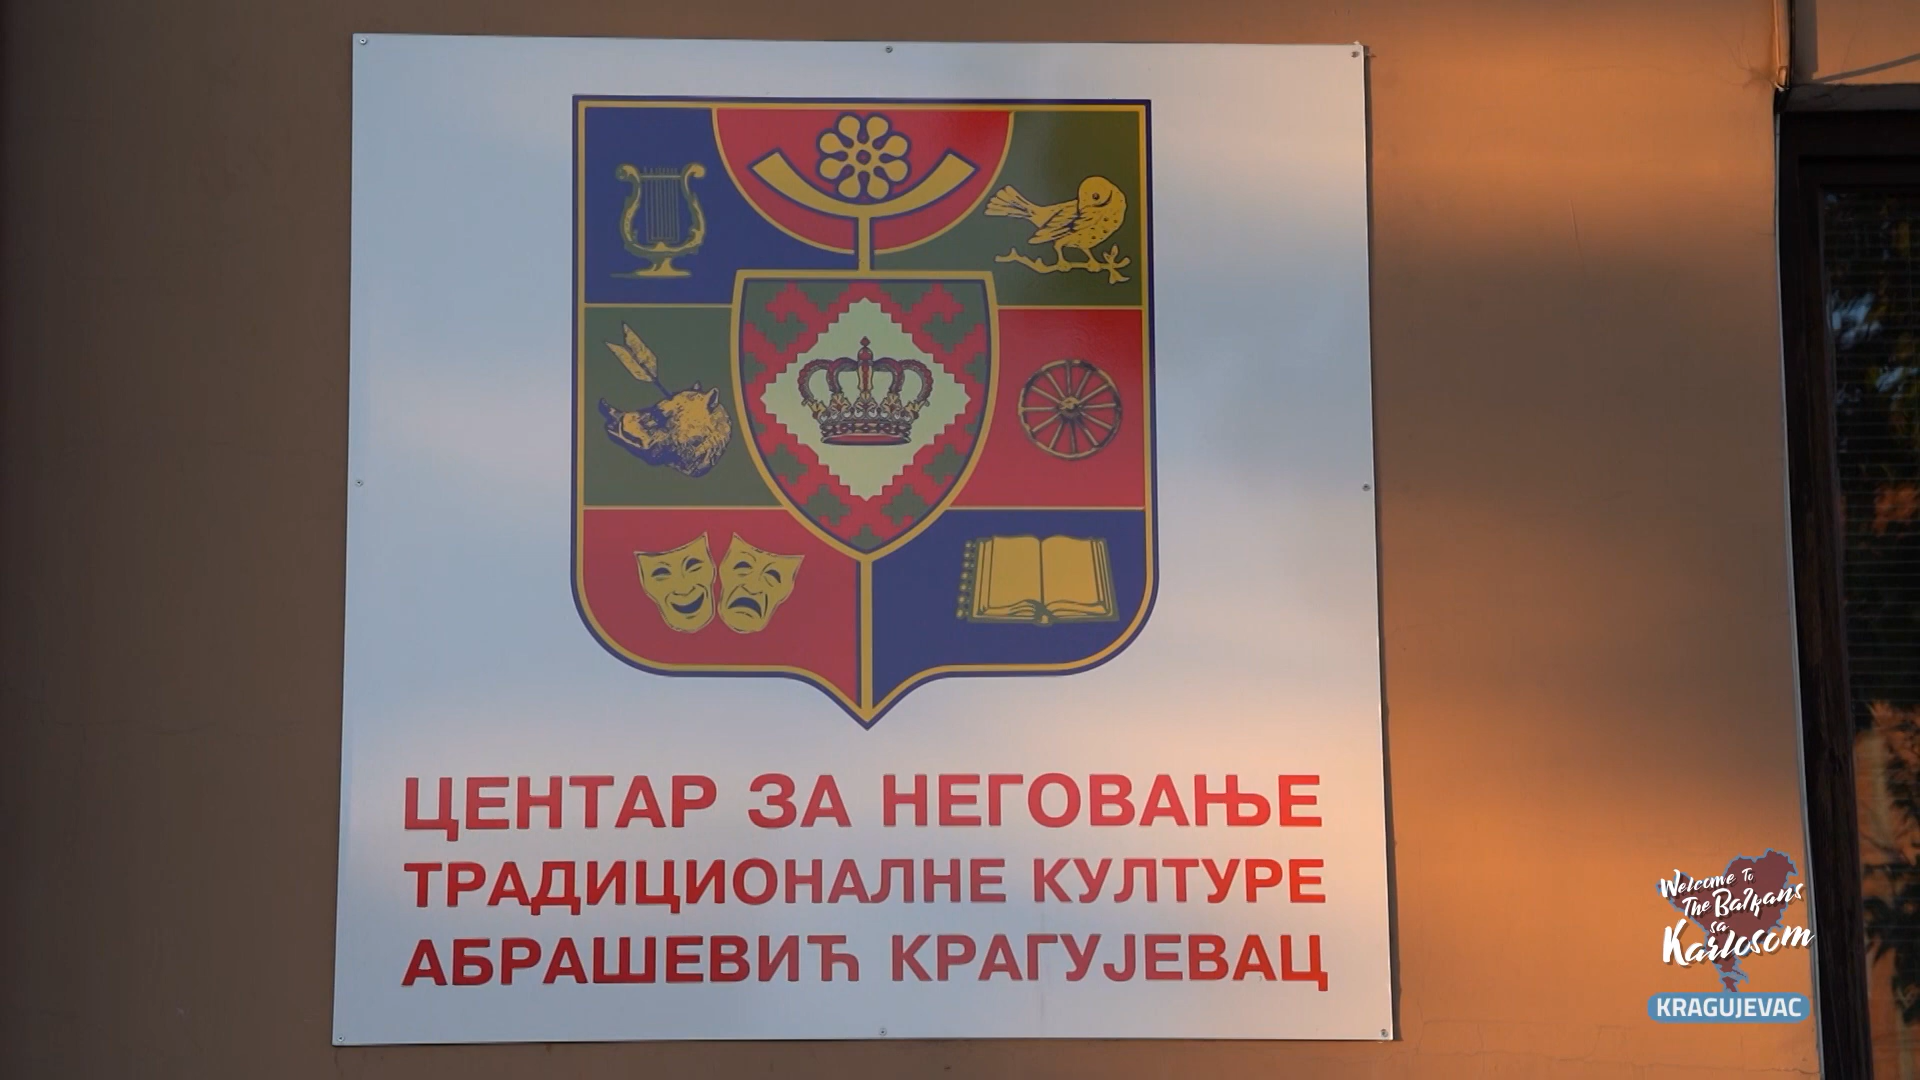 ЦЕНТАР ЗА НЕГОВАЊЕ
ТРАДИЦИОНАЛНЕ КУЛТУРЕ
АБРАШЕВИЋ КРАГУЈЕВАЦ
Welcome To
The Balkans
sa
Karlosom
KRAGUJEVAC